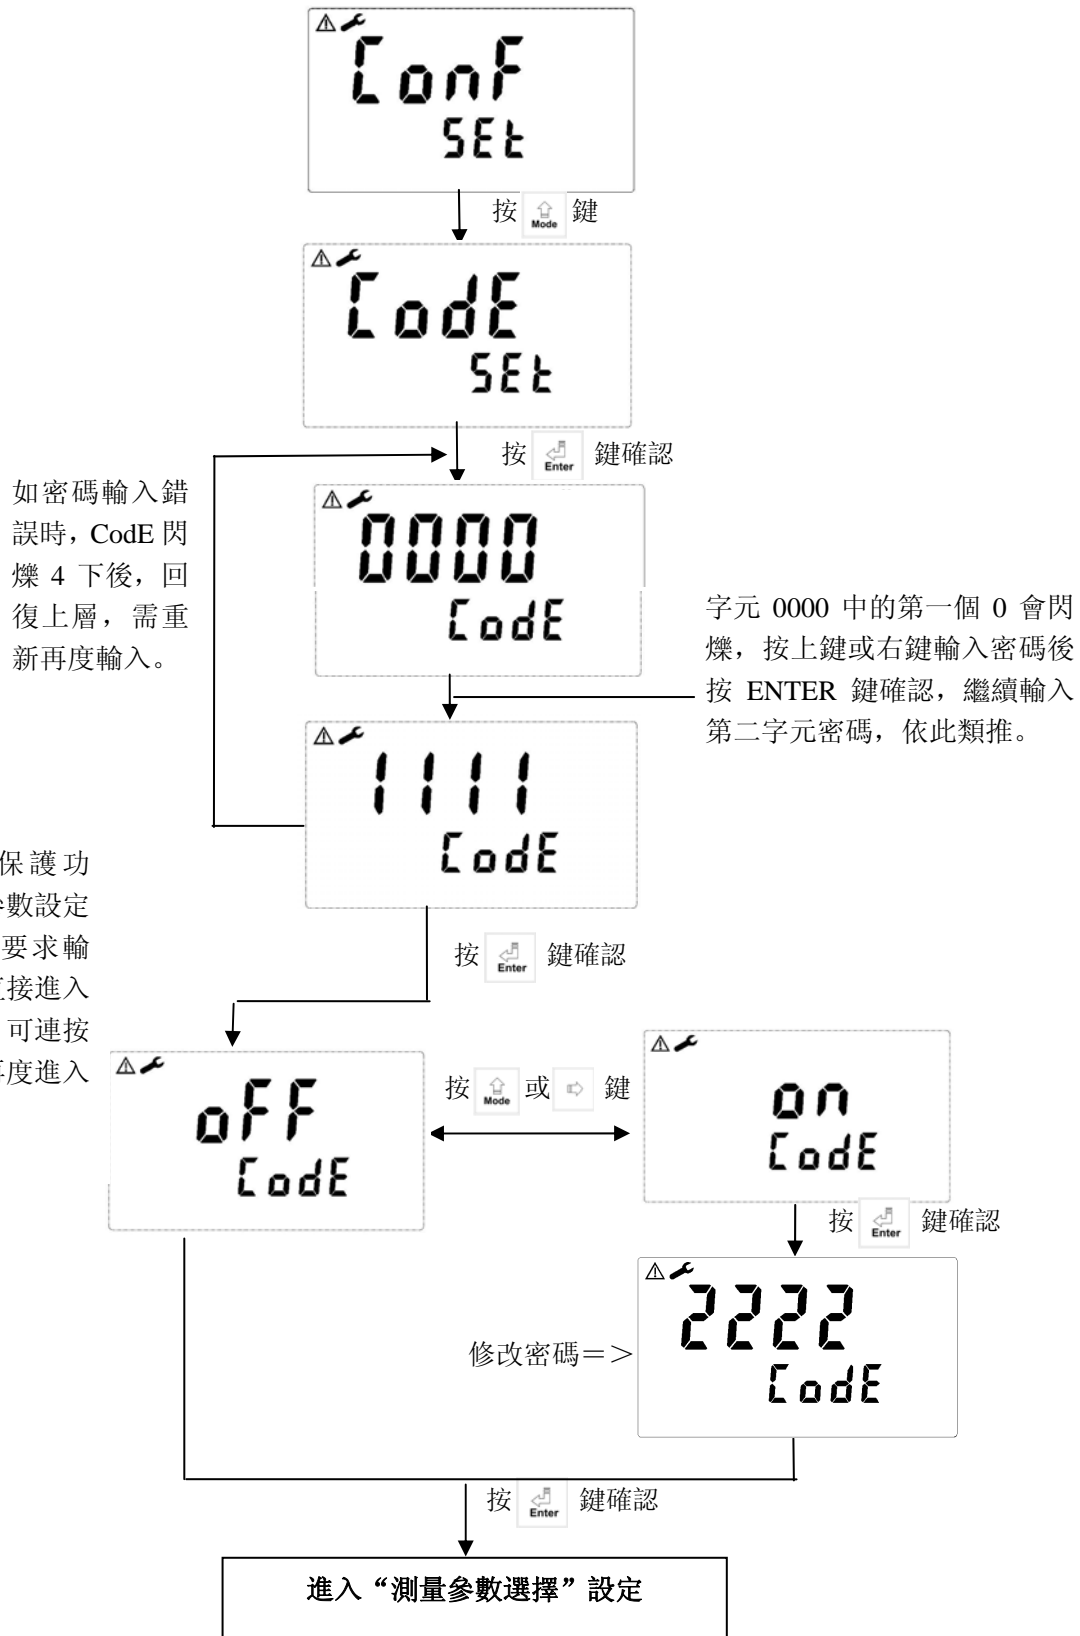 ConF
SEt
按 Mode 鍵
CodE
SEt
按 Enter 鍵確認
如密碼輸入錯
誤時，CodE 閃
爍 4 下後，回
復上層，需重
新再度輸入。
0000
CodE
字元 0000 中的第一個 0 會閃
爍，按上鍵或右鍵輸入密碼後
按 ENTER 鍵確認，繼續輸入
第二字元密碼，依此類推。
1111
CodE
保護功
數設定
要求輸
接進入
可連按
度進入
按 Enter 鍵確認
oFF
CodE
按 Mode 或 鍵
on
CodE
按 Enter 鍵確認
修改密碼＝＞
2222
CodE
按 Enter 鍵確認
進入“測量參數選擇”設定